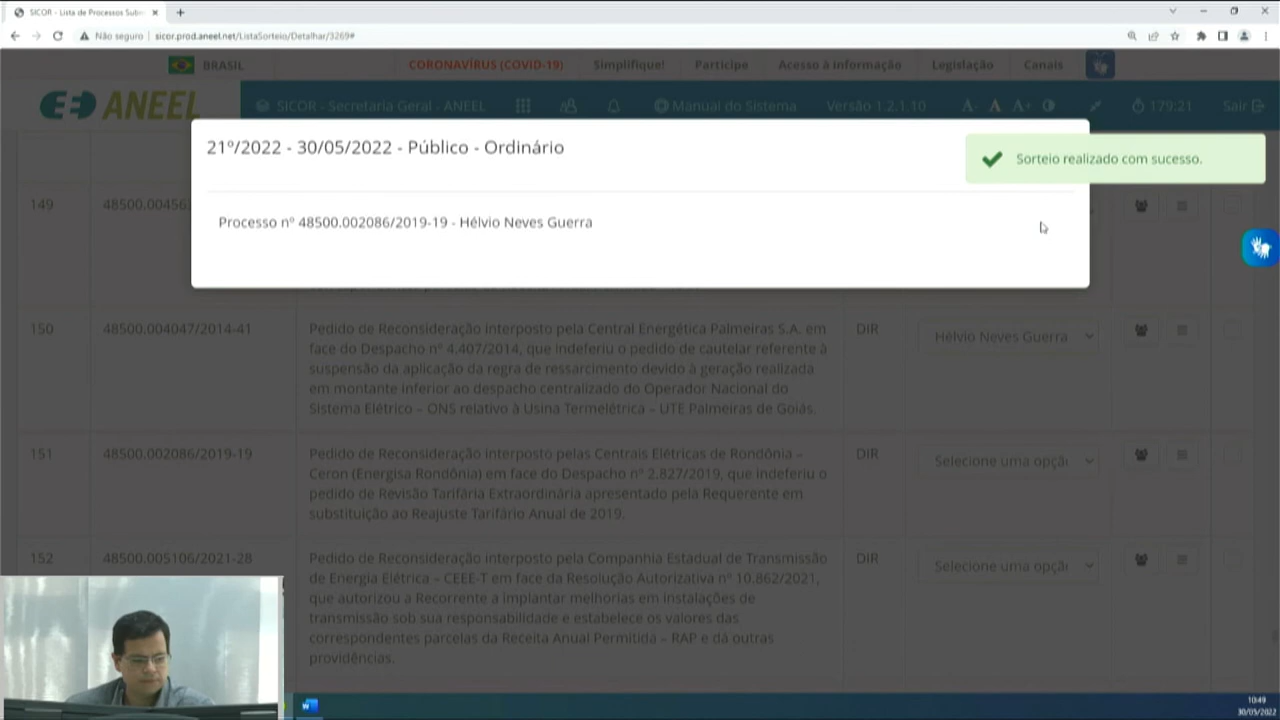 SICOR - Lista de Processos Sub
Não seguro | sicor.prod.aneel.net/ListaSorteio/Detalhar/3269#
BRASIL CORONAVÍRUS (COVID-19) Simplifique! Participe Acesso à informação Legislação Canais
ANEEL SICOR - Secretaria Geral - ANEEL Manual do Sistema Versão 1.2.1.10 A- A A+ 179:21 Sair
21º/2022 - 30/05/2022 - Público - Ordinário
Sorteio realizado com sucesso.
149 48500.00456
Processo nº 48500.002086/2019-19 - Hélvio Neves Guerra
150 48500.004047/2014-41 Pedido de Reconsideração interposto pela Central Energética Palmeiras S.A. em DIR Hélvio Neves Guerra
face do Despacho nº 4.407/2014, que indeferiu o pedido de cautelar referente à
suspensão da aplicação da regra de ressarcimento devido à geração realizada
em montante inferior ao despacho centralizado do Operador Nacional do
Sistema Elétrico – ONS relativo à Usina Termelétrica – UTE Palmeiras de Goiás.
151 48500.002086/2019-19 Pedido de Reconsideração interposto pelas Centrais Elétricas de Rondônia – DIR Selecione uma opçã
Ceron (Energisa Rondônia) em face do Despacho nº 2.827/2019, que indeferiu o
pedido de Revisão Tarifária Extraordinária apresentado pela Requerente em
substituição ao Reajuste Tarifário Anual de 2019.
152 48500.005106/2021-28 Pedido de Reconsideração interposto pela Companhia Estadual de Transmissão DIR Selecione uma opçã
de Energia Elétrica – CEEE-T em face da Resolução Autorizativa nº 10.862/2021,
que autorizou a Recorrente a implantar melhorias em instalações de
transmissão sob sua responsabilidade e estabelece os valores das
correspondentes parcelas da Receita Anual Permitida – RAP e dá outras
providências.
10:49
30/05/2022